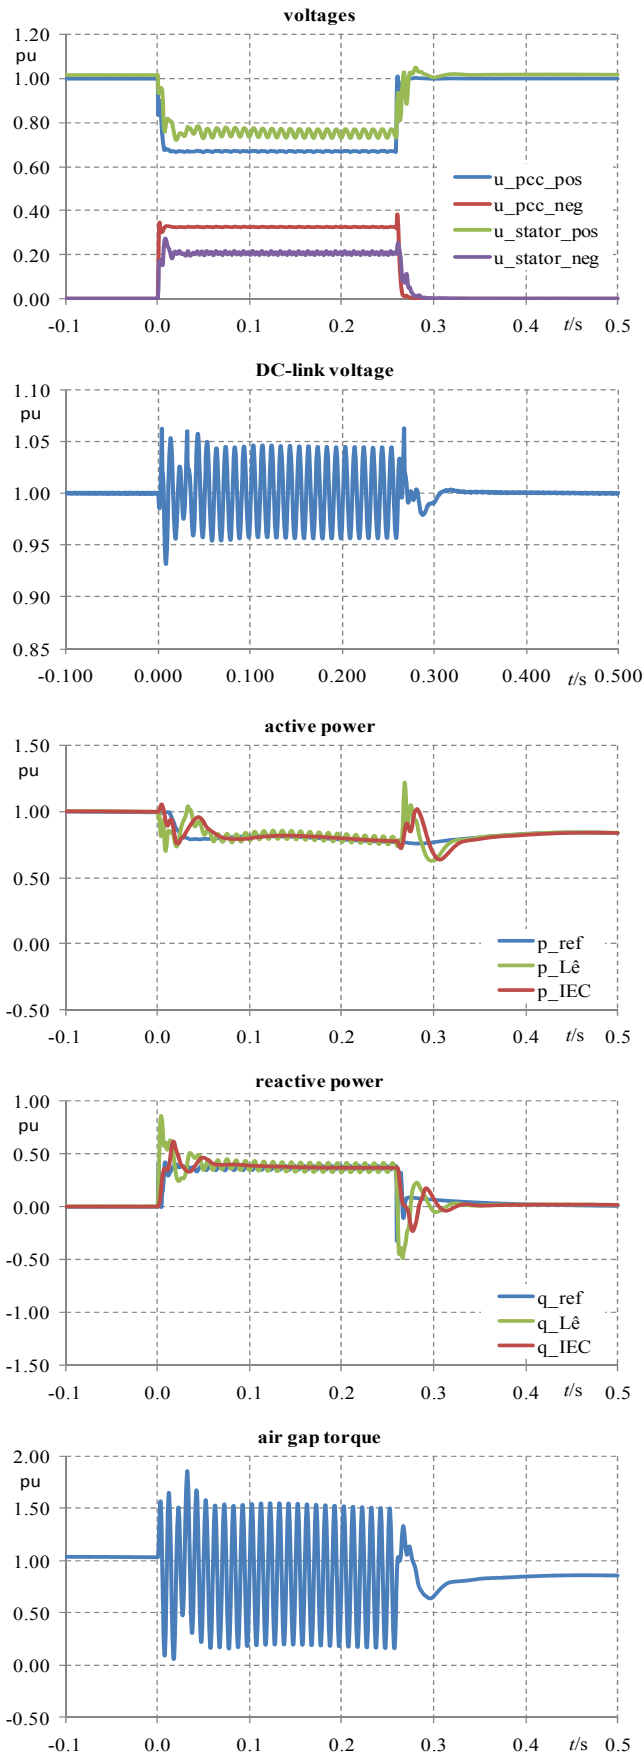 voltages
1.20
pu
1.00
0.80
0.60
0.40
0.20
0.00
u_pcc_pos
u_pcc_neg
u_stator_pos
u_stator_neg
-0.1 0.0 0.1 0.2 0.3 0.4 t/s 0.5
DC-link voltage
1.10
pu
1.05
1.00
0.95
0.90
0.85
-0.100 0.000 0.100 0.200 0.300 0.400 t/s 0.500
active power
1.50
pu
1.00
0.50
0.00
-0.50
p_ref
p_Lê
p_IEC
-0.1 0.0 0.1 0.2 0.3 0.4 t/s 0.5
reactive power
1.00
pu
0.50
0.00
-0.50
-1.00
-1.50
q_ref
q_Lê
q_IEC
-0.1 0.0 0.1 0.2 0.3 0.4 t/s 0.5
air gap torque
2.00
pu
1.50
1.00
0.50
0.00
-0.50
-0.1 0.0 0.1 0.2 0.3 0.4 t/s 0.5